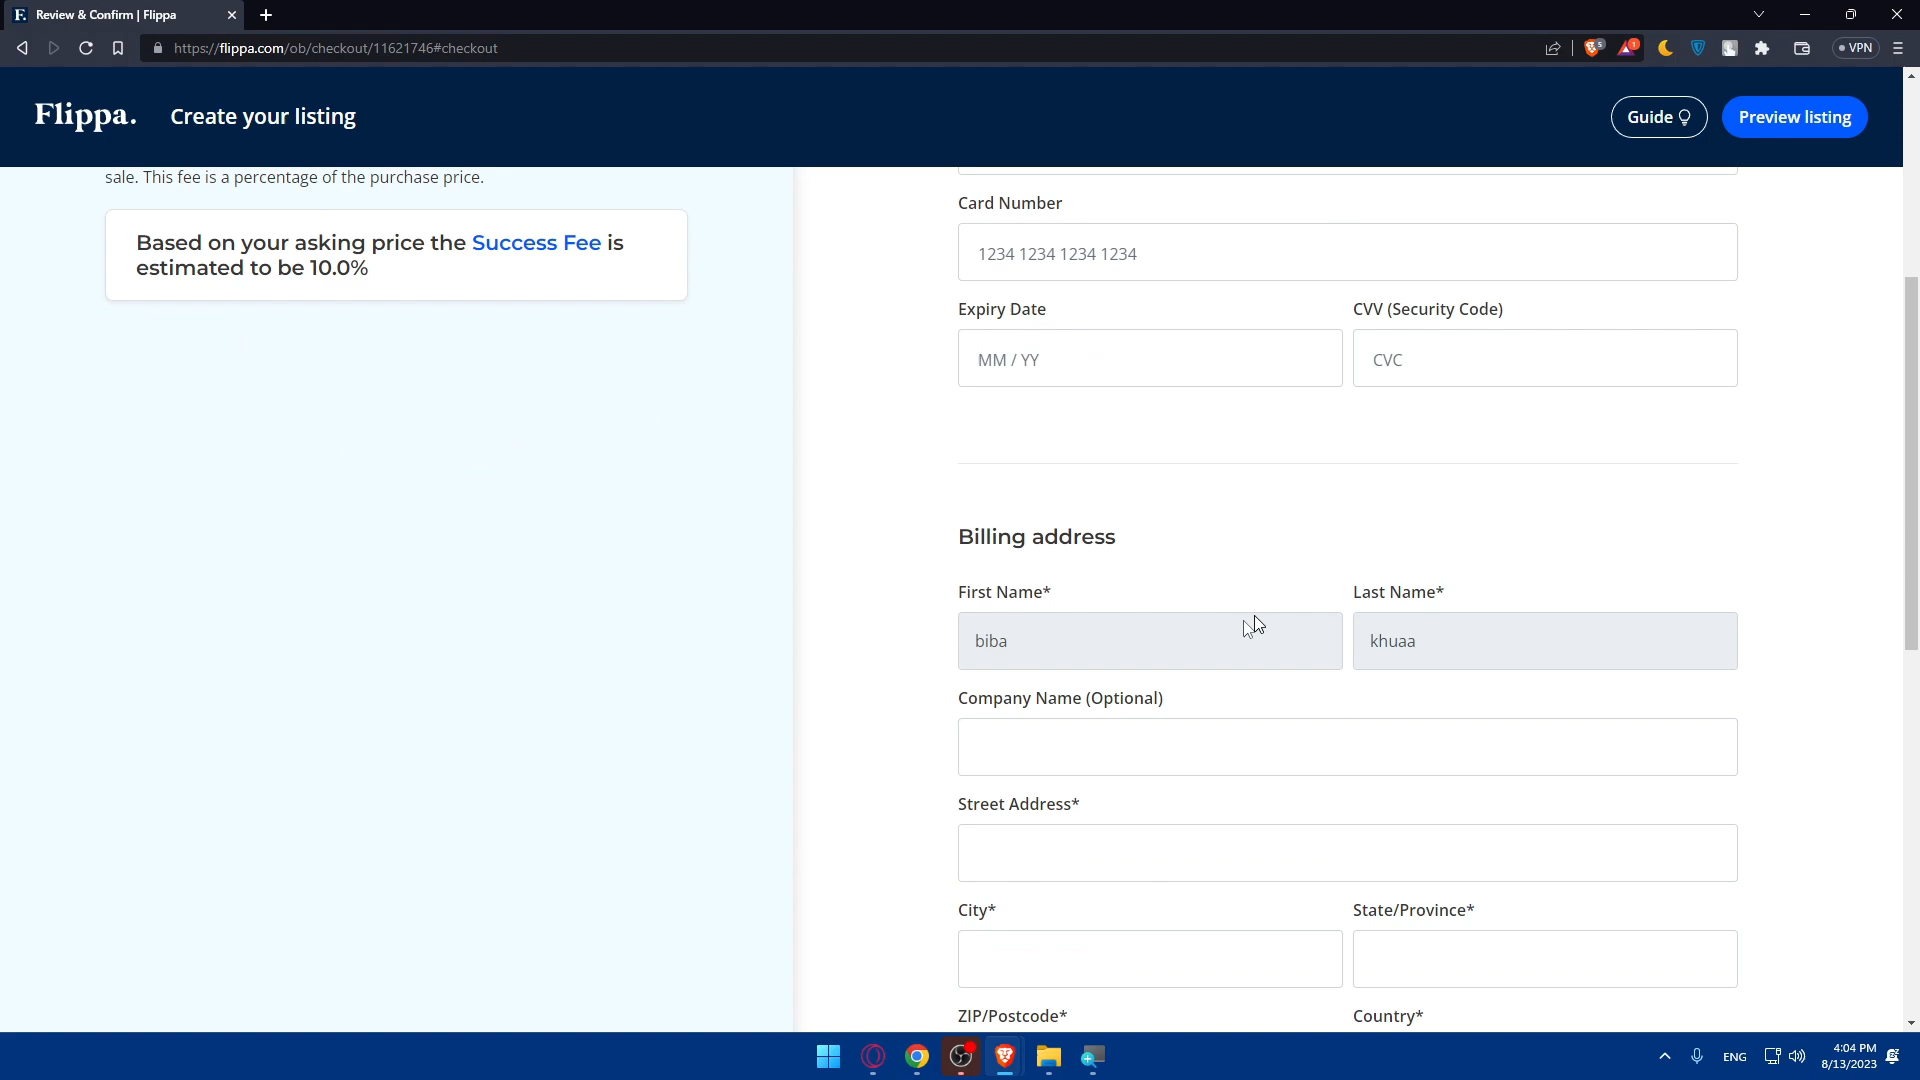 Review & Confirm | Flippa
https://flippa.com/ob/checkout/11621746#checkout
5
1
VPN
Flippa.
Create your listing
Guide
Preview listing
sale. This fee is a percentage of the purchase price.
Based on your asking price the Success Fee is
estimated to be 10.0%
Card Number
1234 1234 1234 1234
Expiry Date
CVV (Security Code)
MM / YY
CVC
Billing address
First Name*
Last Name*
biba
khuaa
Company Name (Optional)
Street Address*
City*
State/Province*
ZIP/Postcode*
Country*
ENG
4:04 PM
8/13/2023